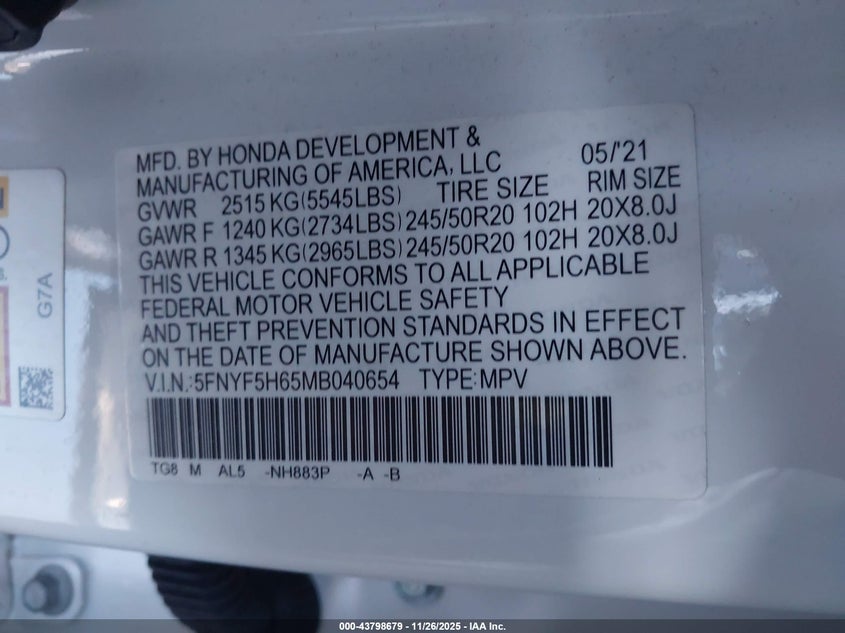 MFD. BY HONDA DEVELOPMENT &
MANUFACTURING OF AMERICA, LLC 05/'21
GVWR 2515 KG(5545LBS) TIRE SIZE RIM SIZE
GAWR F 1240 KG(2734LBS) 245/50R20 102H 20X8.0J
GAWR R 1345 KG(2965LBS) 245/50R20 102H 20X8.0J
THIS VEHICLE CONFORMS TO ALL APPLICABLE
FEDERAL MOTOR VEHICLE SAFETY
AND THEFT PREVENTION STANDARDS IN EFFECT
ON THE DATE OF MANUFACTURE SHOWN ABOVE.
V.I.N.:5FNYF5H65MB040654 TYPE:MPV
TG8 M AL5 -NH883P -A -B
G7A
000-43798679 - 11/26/2025 - IAA Inc.